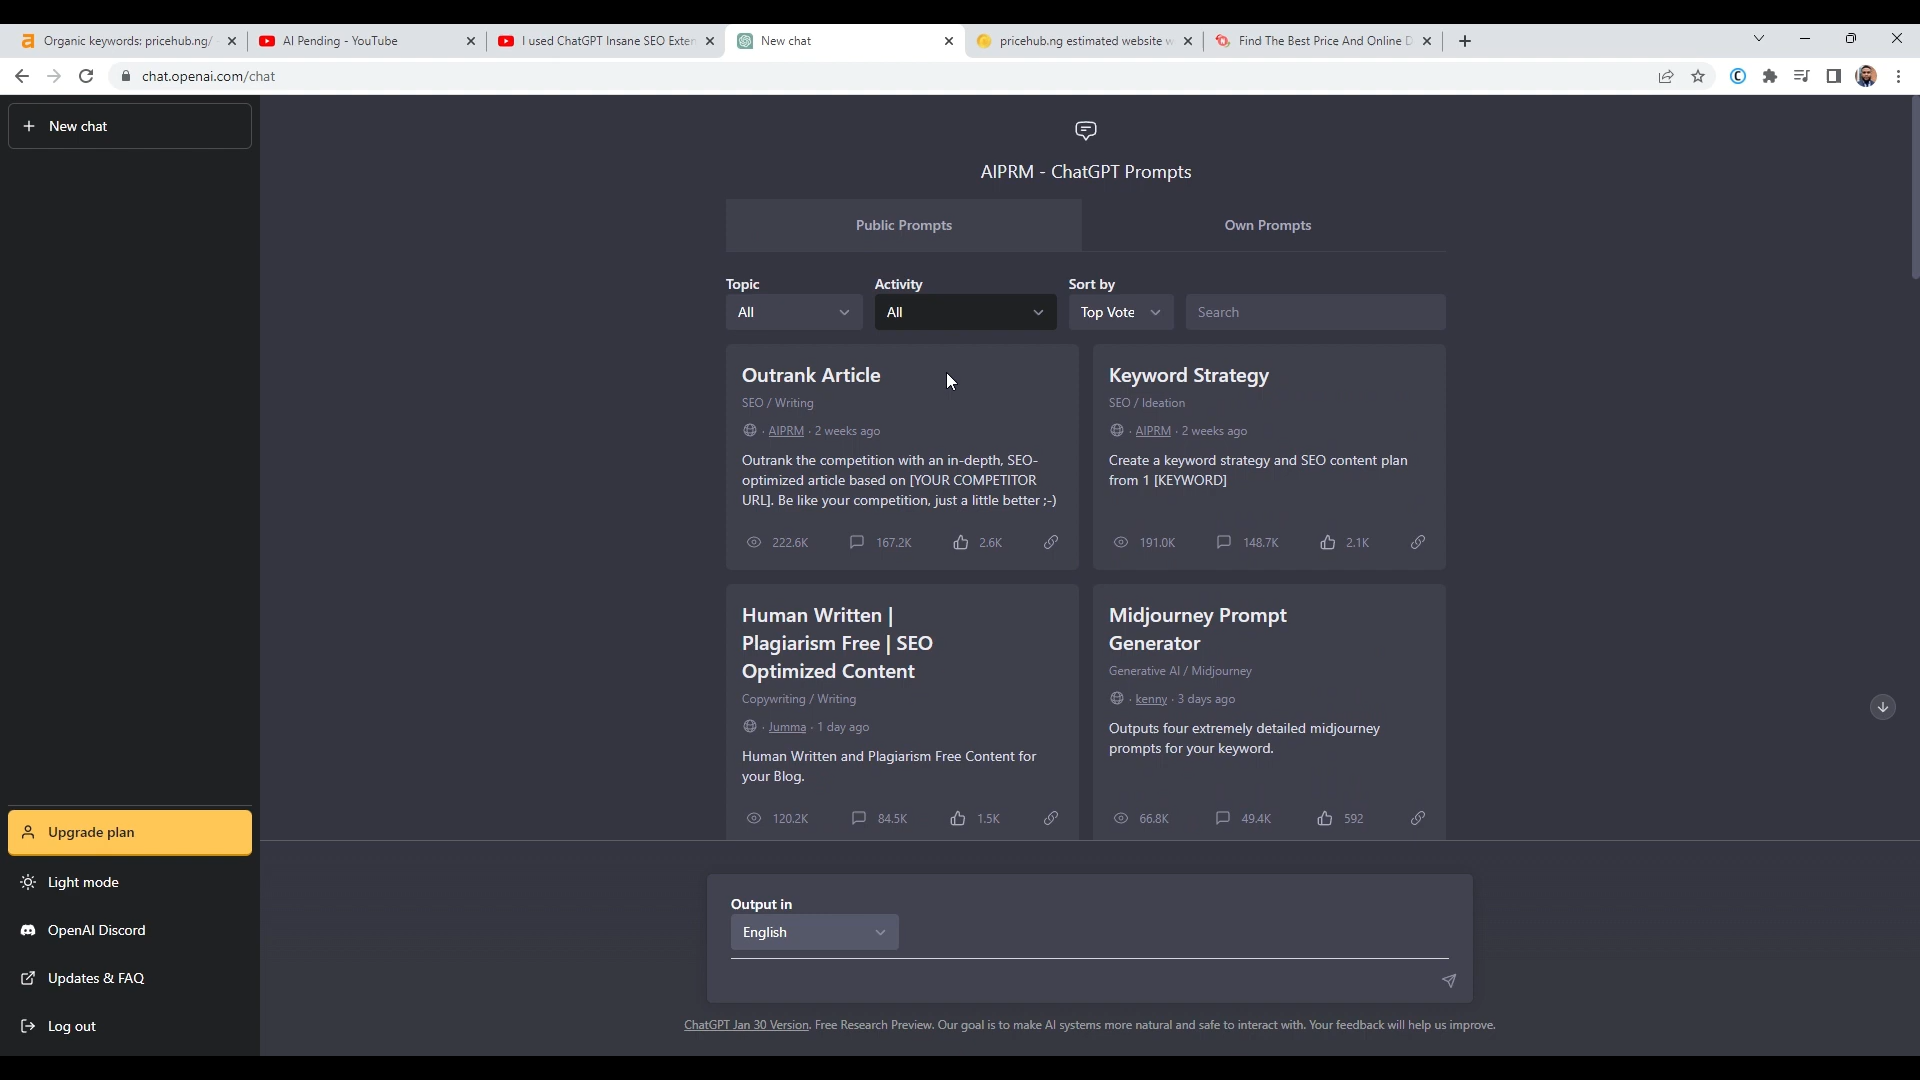 Organic keywords: pricehub.ng/
AI Pending - YouTube
I used ChatGPT Insane SEO Exten
New chat
pricehub.ng estimated website w
Find The Best Price And Online D
chat.openai.com/chat
New chat
AIPRM - ChatGPT Prompts
Public Prompts
Own Prompts
Topic
Activity
Sort by
All
All
Top Vote
Search
Outrank Article
SEO / Writing
· AIPRM · 2 weeks ago
Outrank the competition with an in-depth, SEO-
optimized article based on [YOUR COMPETITOR
URL]. Be like your competition, just a little better ;-)
222.6K 167.2K 2.6K
Keyword Strategy
SEO / Ideation
· AIPRM · 2 weeks ago
Create a keyword strategy and SEO content plan
from 1 [KEYWORD]
191.0K 148.7K 2.1K
Human Written |
Plagiarism Free | SEO
Optimized Content
Copywriting / Writing
· Jumma · 1 day ago
Human Written and Plagiarism Free Content for
your Blog.
120.2K 84.5K 1.5K
Midjourney Prompt
Generator
Generative AI / Midjourney
· kenny · 3 days ago
Outputs four extremely detailed midjourney
prompts for your keyword.
66.8K 49.4K 592
Upgrade plan
Light mode
OpenAI Discord
Updates & FAQ
Log out
Output in
English
ChatGPT Jan 30 Version. Free Research Preview. Our goal is to make AI systems more natural and safe to interact with. Your feedback will help us improve.